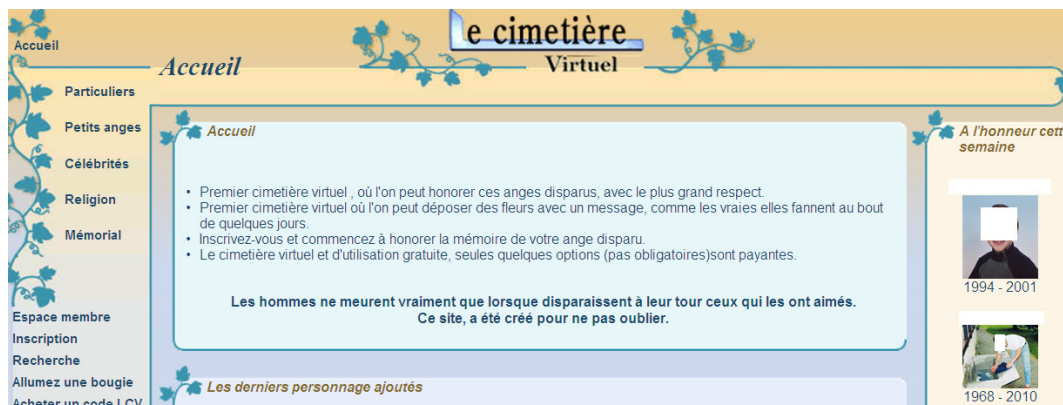 Le cimetière
Virtuel
Accueil
Accueil
Particuliers
Petits anges
Célébrités
Religion
Mémorial
Espace membre
Inscription
Recherche
Allumez une bougie
Acheter un code LCV
Accueil
• Premier cimetière virtuel , où l'on peut honorer ces anges disparus, avec le plus grand respect.
• Premier cimetière virtuel où l'on peut déposer des fleurs avec un message, comme les vraies elles fannent au bout
de quelques jours.
• Inscrivez-vous et commencez à honorer la mémoire de votre ange disparu.
• Le cimetière virtuel et d'utilisation gratuite, seules quelques options (pas obligatoires)sont payantes.
Les hommes ne meurent vraiment que lorsque disparaissent à leur tour ceux qui les ont aimés.
Ce site, a été créé pour ne pas oublier.
Les derniers personnage ajoutés
A l'honneur cett
semaine
1994 - 2001
1968 - 2010